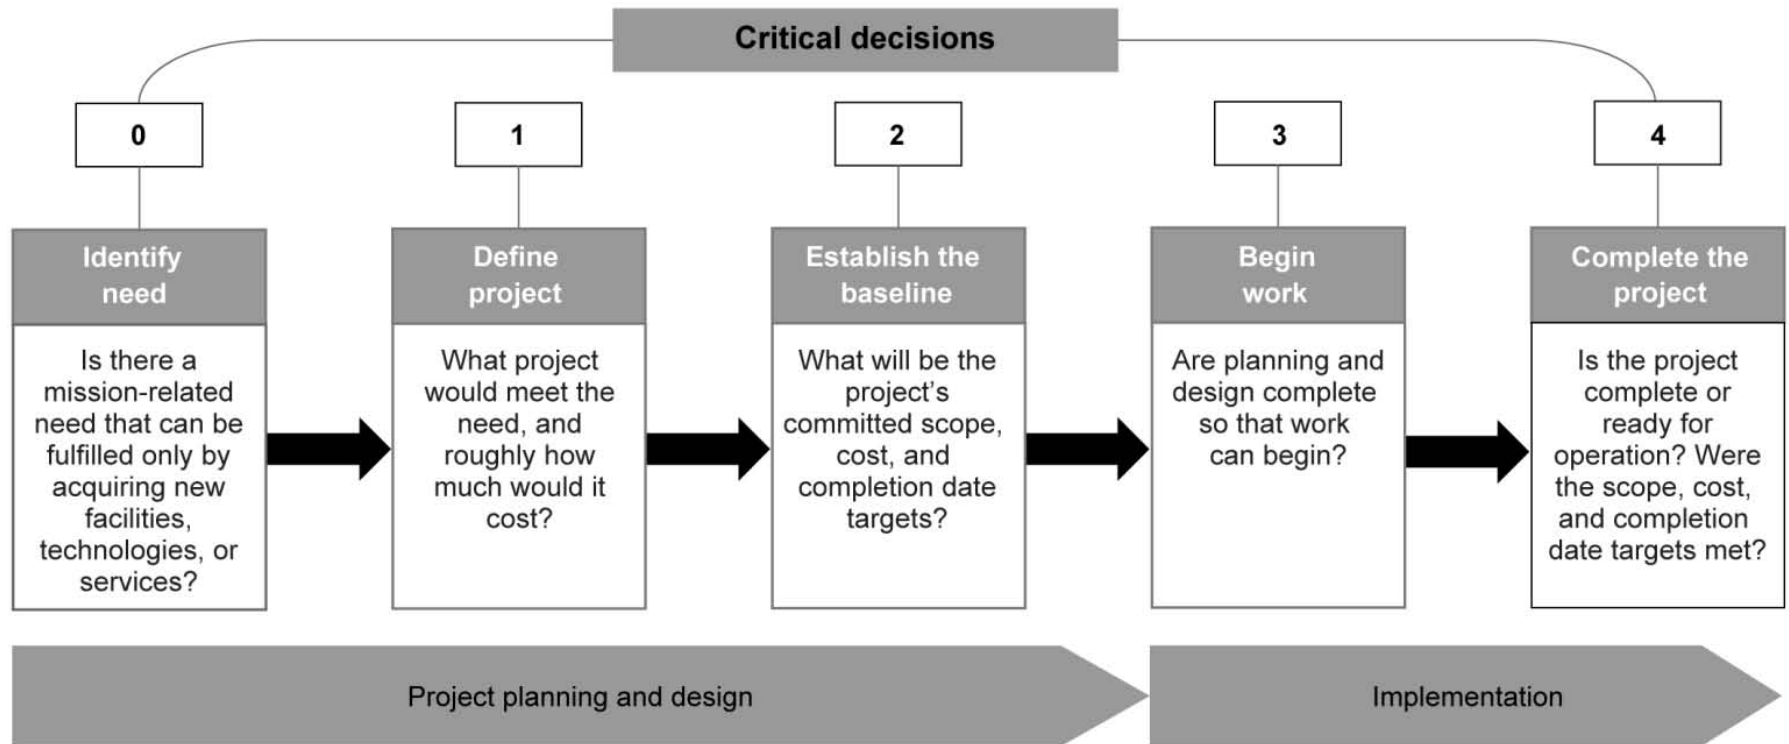 Critical decisions
0
1
2
3
4
Identify
need
Is there a
mission-related
need that can be
fulfilled only by
acquiring new
facilities,
technologies, or
services?
Define
project
What project
would meet the
need, and
roughly how
much would it
cost?
Establish the
baseline
What will be the
project’s
committed scope,
cost, and
completion date
targets?
Begin
work
Are planning and
design complete
so that work
can begin?
Complete the
project
Is the project
complete or
ready for
operation? Were
the scope, cost,
and completion
date targets met?
Project planning and design
Implementation